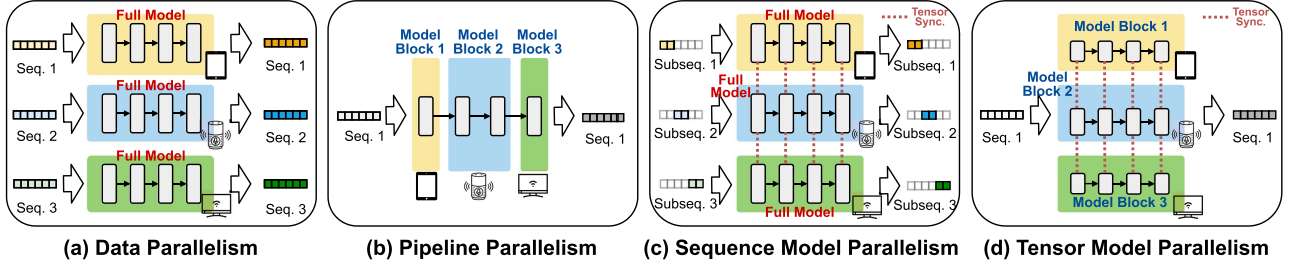 Full Model
Seq. 1
Seq. 1
Full Model
Seq. 2
Seq. 2
Full Model
Seq. 3
Seq. 3
(a) Data Parallelism
Model
Block 1
Model
Block 2
Model
Block 3
Seq. 1
Seq. 1
(b) Pipeline Parallelism
Full Model
Tensor
Sync.
Subseq. 1
Subseq. 1
Full
Model
Subseq. 2
Subseq. 2
Subseq. 3
Subseq. 3
Full Model
(c) Sequence Model Parallelism
Tensor
Sync.
Model Block 1
Model
Block 2
Seq. 1
Seq. 1
Model Block 3
(d) Tensor Model Parallelism